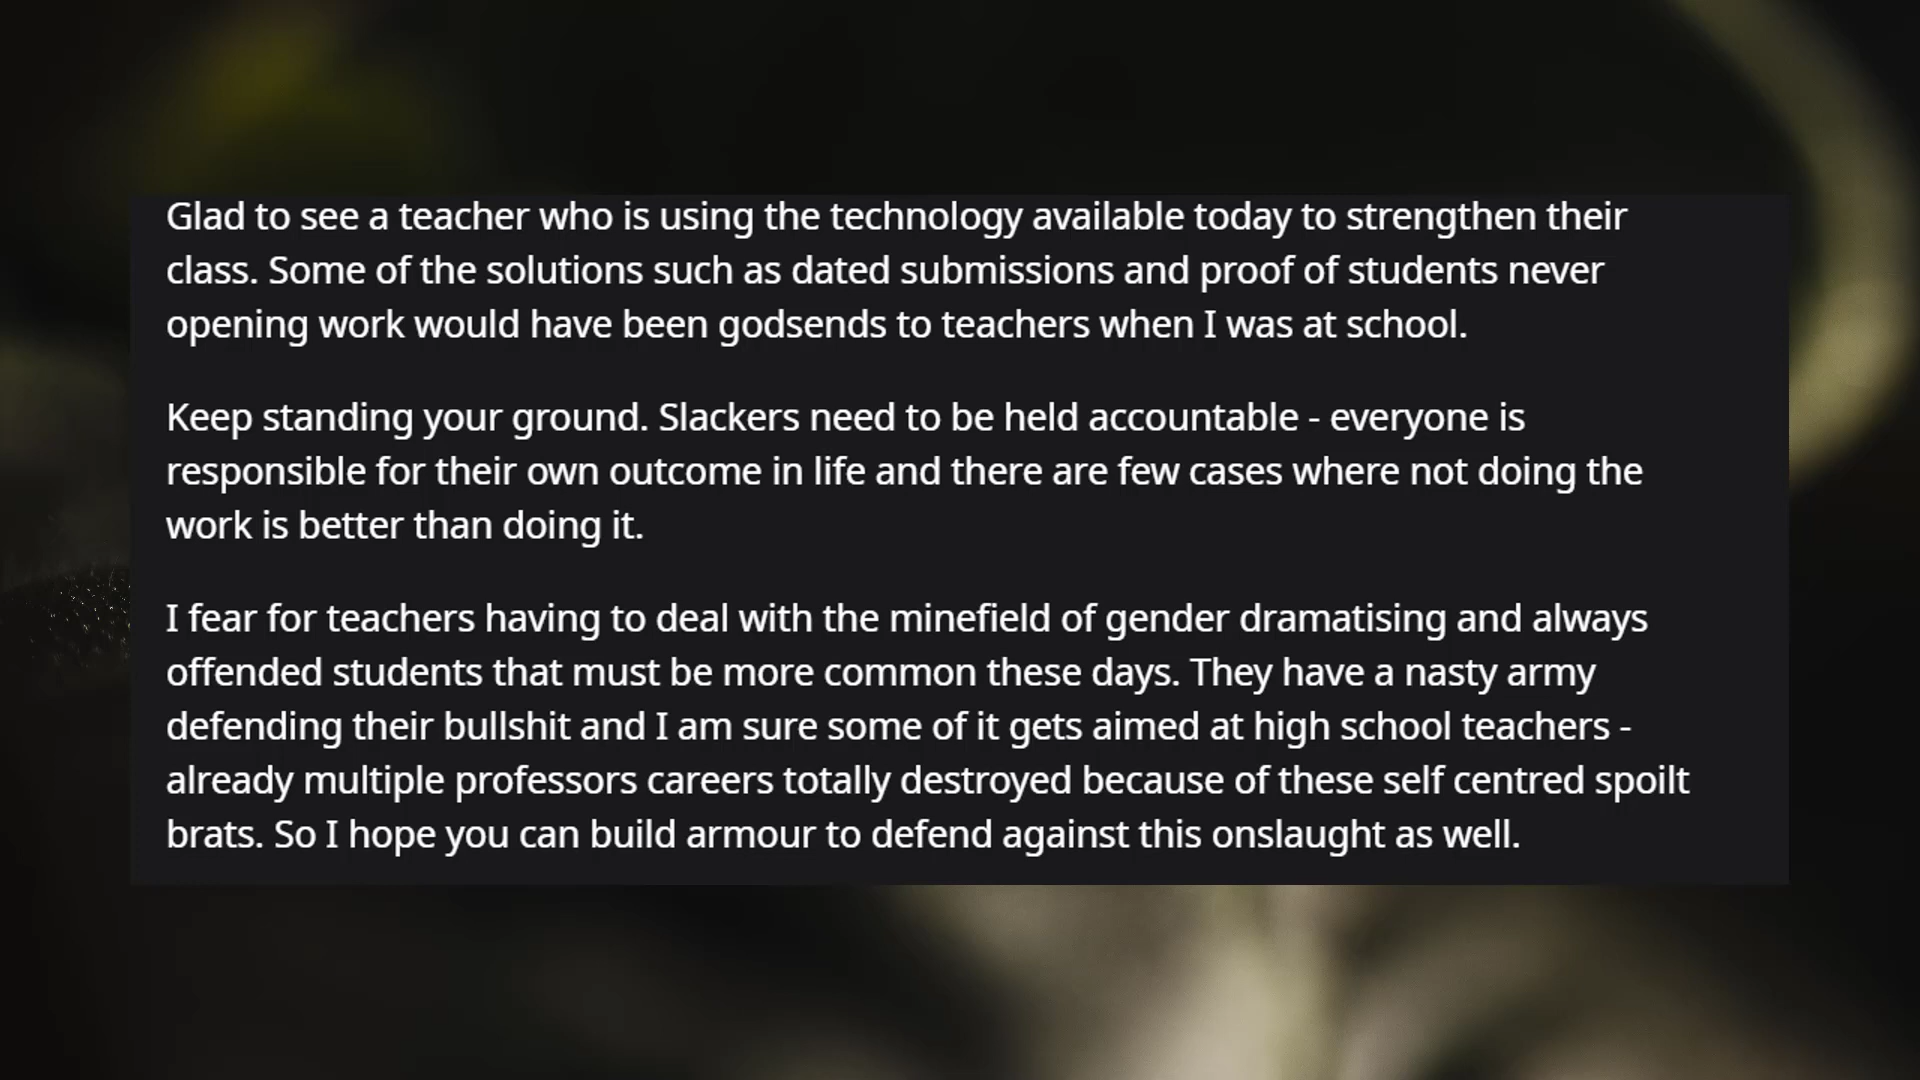 Glad to see a teacher who is using the technology available today to strengthen their
class. Some of the solutions such as dated submissions and proof of students never
opening work would have been godsends to teachers when I was at school.
Keep standing your ground. Slackers need to be held accountable - everyone is
responsible for their own outcome in life and there are few cases where not doing the
work is better than doing it.
I fear for teachers having to deal with the minefield of gender dramatising and always
offended students that must be more common these days. They have a nasty army
defending their bullshit and I am sure some of it gets aimed at high school teachers -
already multiple professors careers totally destroyed because of these self centred spoilt
brats. So I hope you can build armour to defend against this onslaught as well.